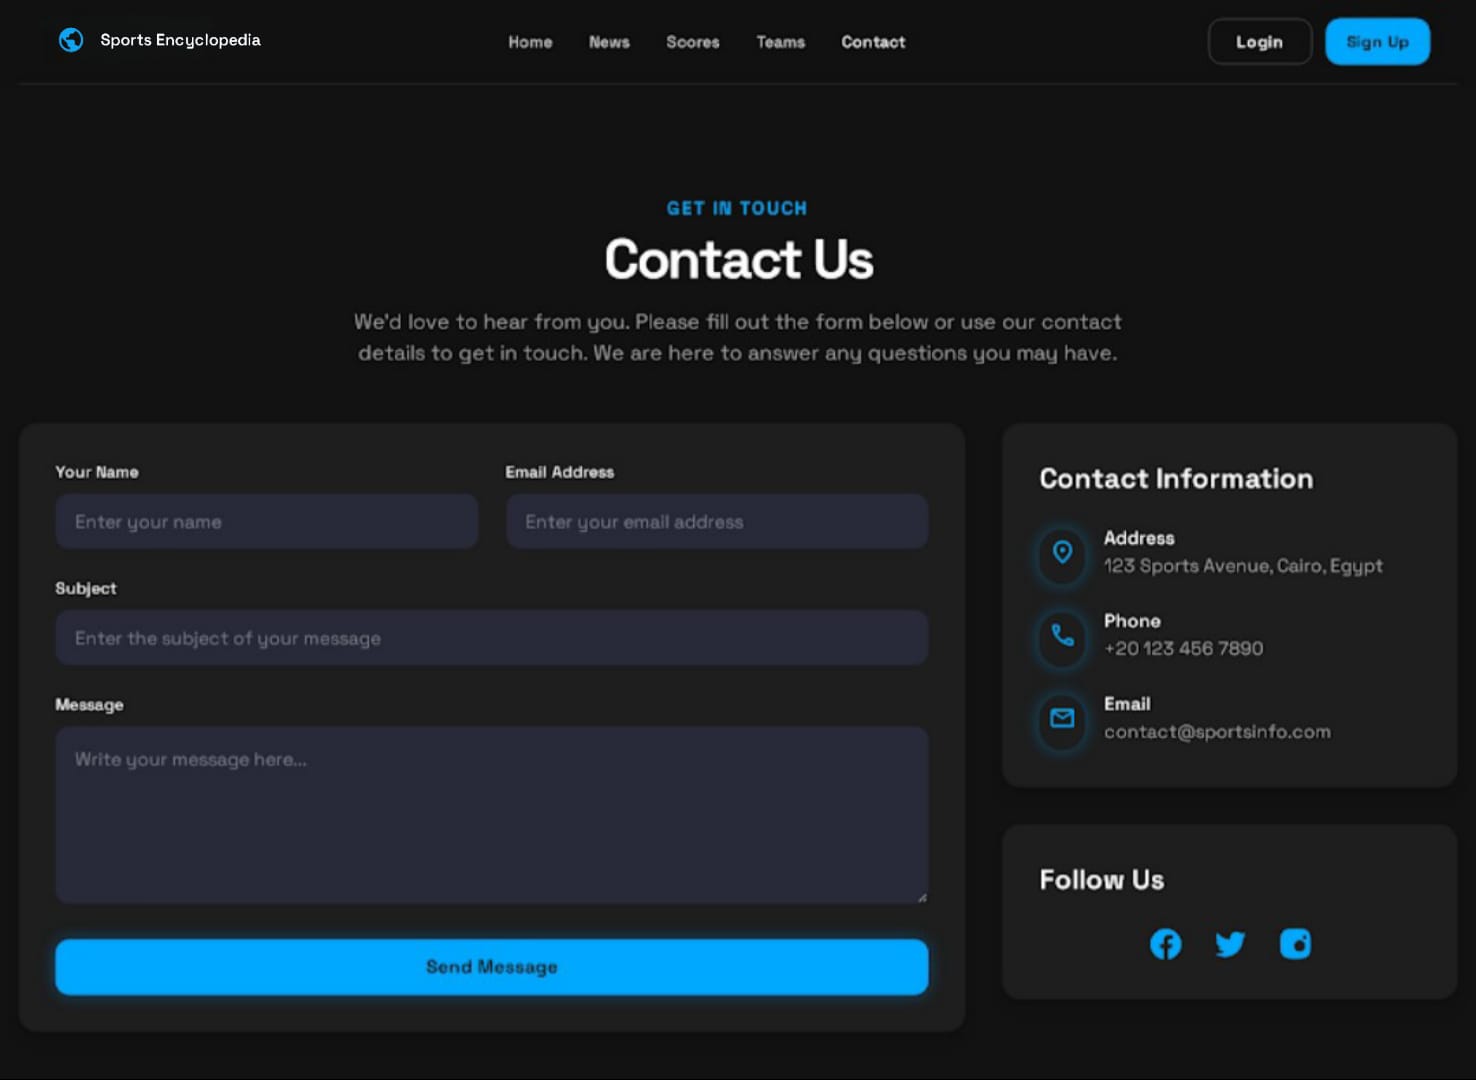 Sports Encyclopedia
Home
News
Scores
Teams
Contact
Login
Sign Up
GET IN TOUCH
Contact Us
We'd love to hear from you. Please fill out the form below or use our contact
details to get in touch. We are here to answer any questions you may have.
Your Name
Email Address
Enter your name
Enter your email address
Subject
Enter the subject of your message
Message
Write your message here...
Send Message
Contact Information
Address
123 Sports Avenue, Cairo, Egypt
Phone
+20 123 456 7890
Email
contact@sportsinfo.com
Follow Us